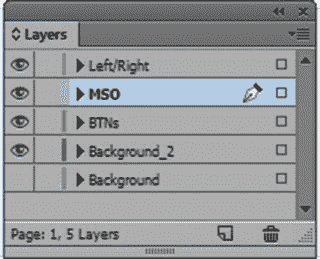 Layers
Left/Right
MSO
BTNs
Background_2
Background
Page: 1, 5 Layers